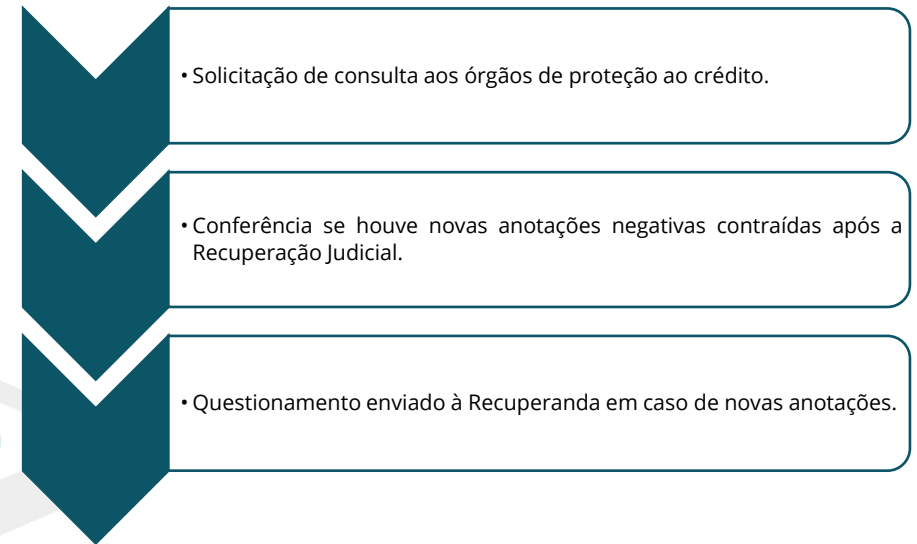 • Solicitação de consulta aos órgãos de proteção ao crédito.
• Conferência se houve novas anotações negativas contraídas após a
Recuperação Judicial.
• Questionamento enviado à Recuperanda em caso de novas anotações.